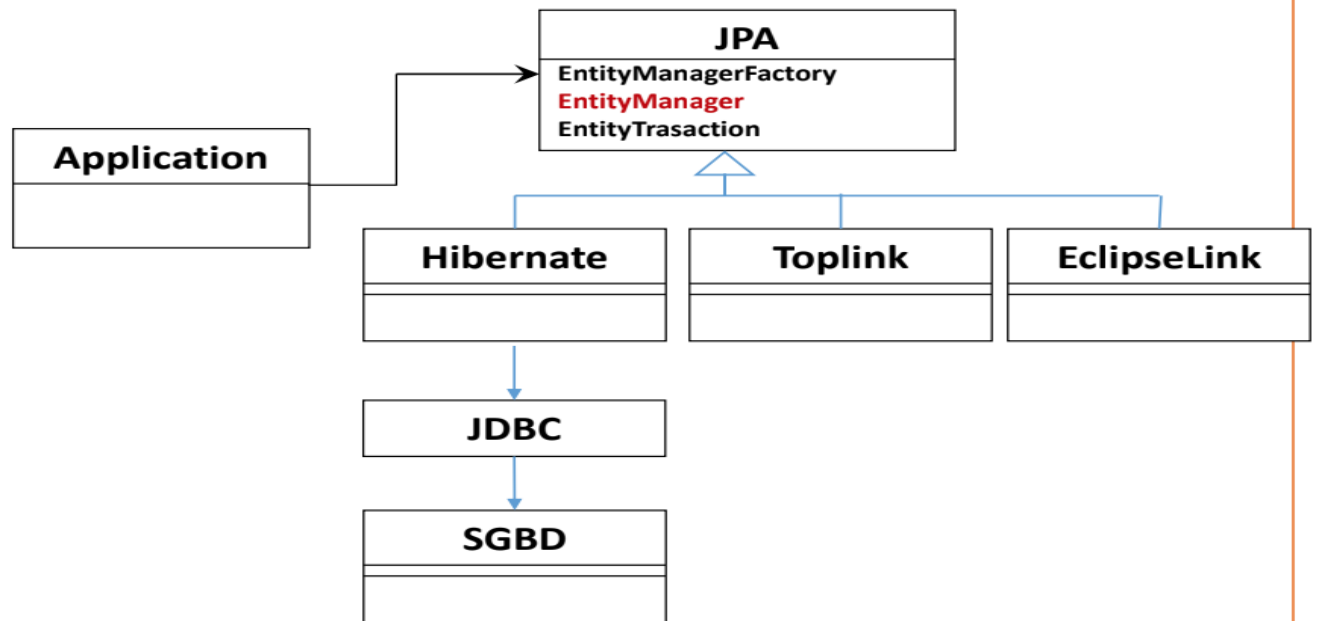 JPA
EntityManagerFactory
EntityManager
EntityTrasaction
Application
Hibernate
Toplink
EclipseLink
JDBC
SGBD